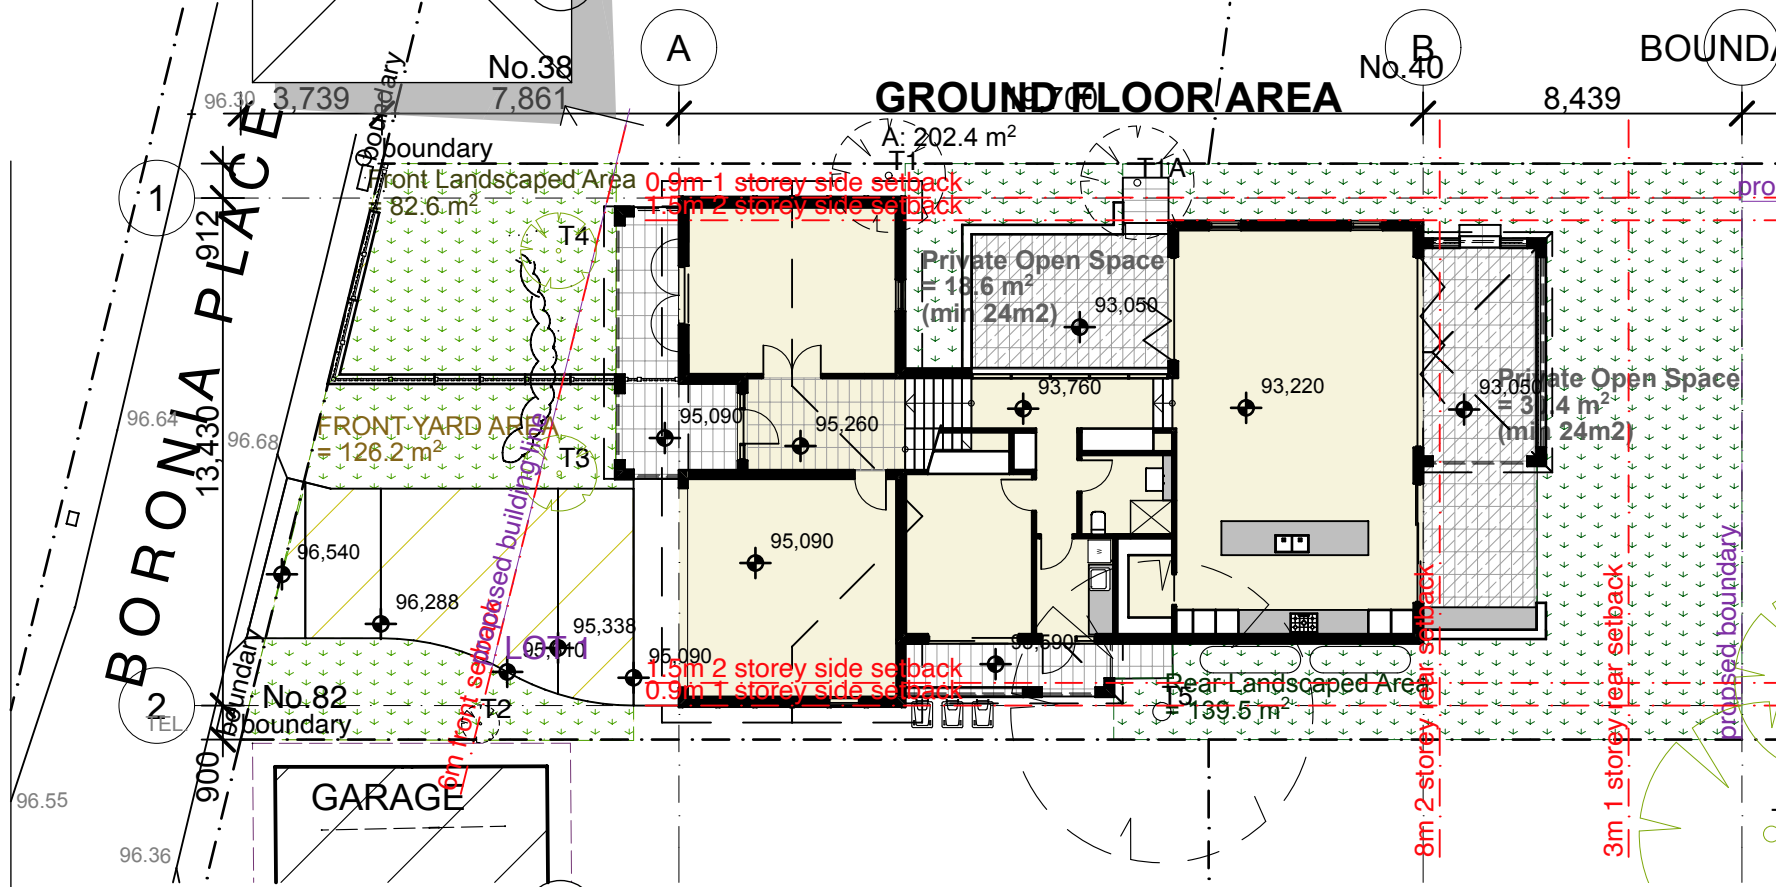 A
B
BOUNDA
No.38
No.40
96.30
3,739
7,861
GROUND FLOOR AREA
19,700
8,439
A: 202.4 m²
boundary
boundary
T1
T1A
1
Front Landscaped Area
= 82.6 m²
0.9m 1 storey side setback
1.5m 2 storey side setback
pro
912
T4
Private Open Space
= 18.6 m²
(min 24m2)
93,050
BORONIA PLACE
93,760
93,220
93,050
Private Open Space
(min 24m2)
96.64
96.68
13,430
FRONT YARD AREA
= 126.2 m²
95,090
95,260
T3
proposed building line
96,540
95,090
96,288
95,338
LOT 1
95,090
1.5m 2 storey side setback
0.9m 1 storey side setback
6m front setback
Rear Landscaped Area
= 139.5 m²
8m 2 storey rear setback
3m 1 storey rear setback
propsed boundary
2
TEL.
No.82
boundary
boundary
T2
900
GARAGE
96.55
96.36